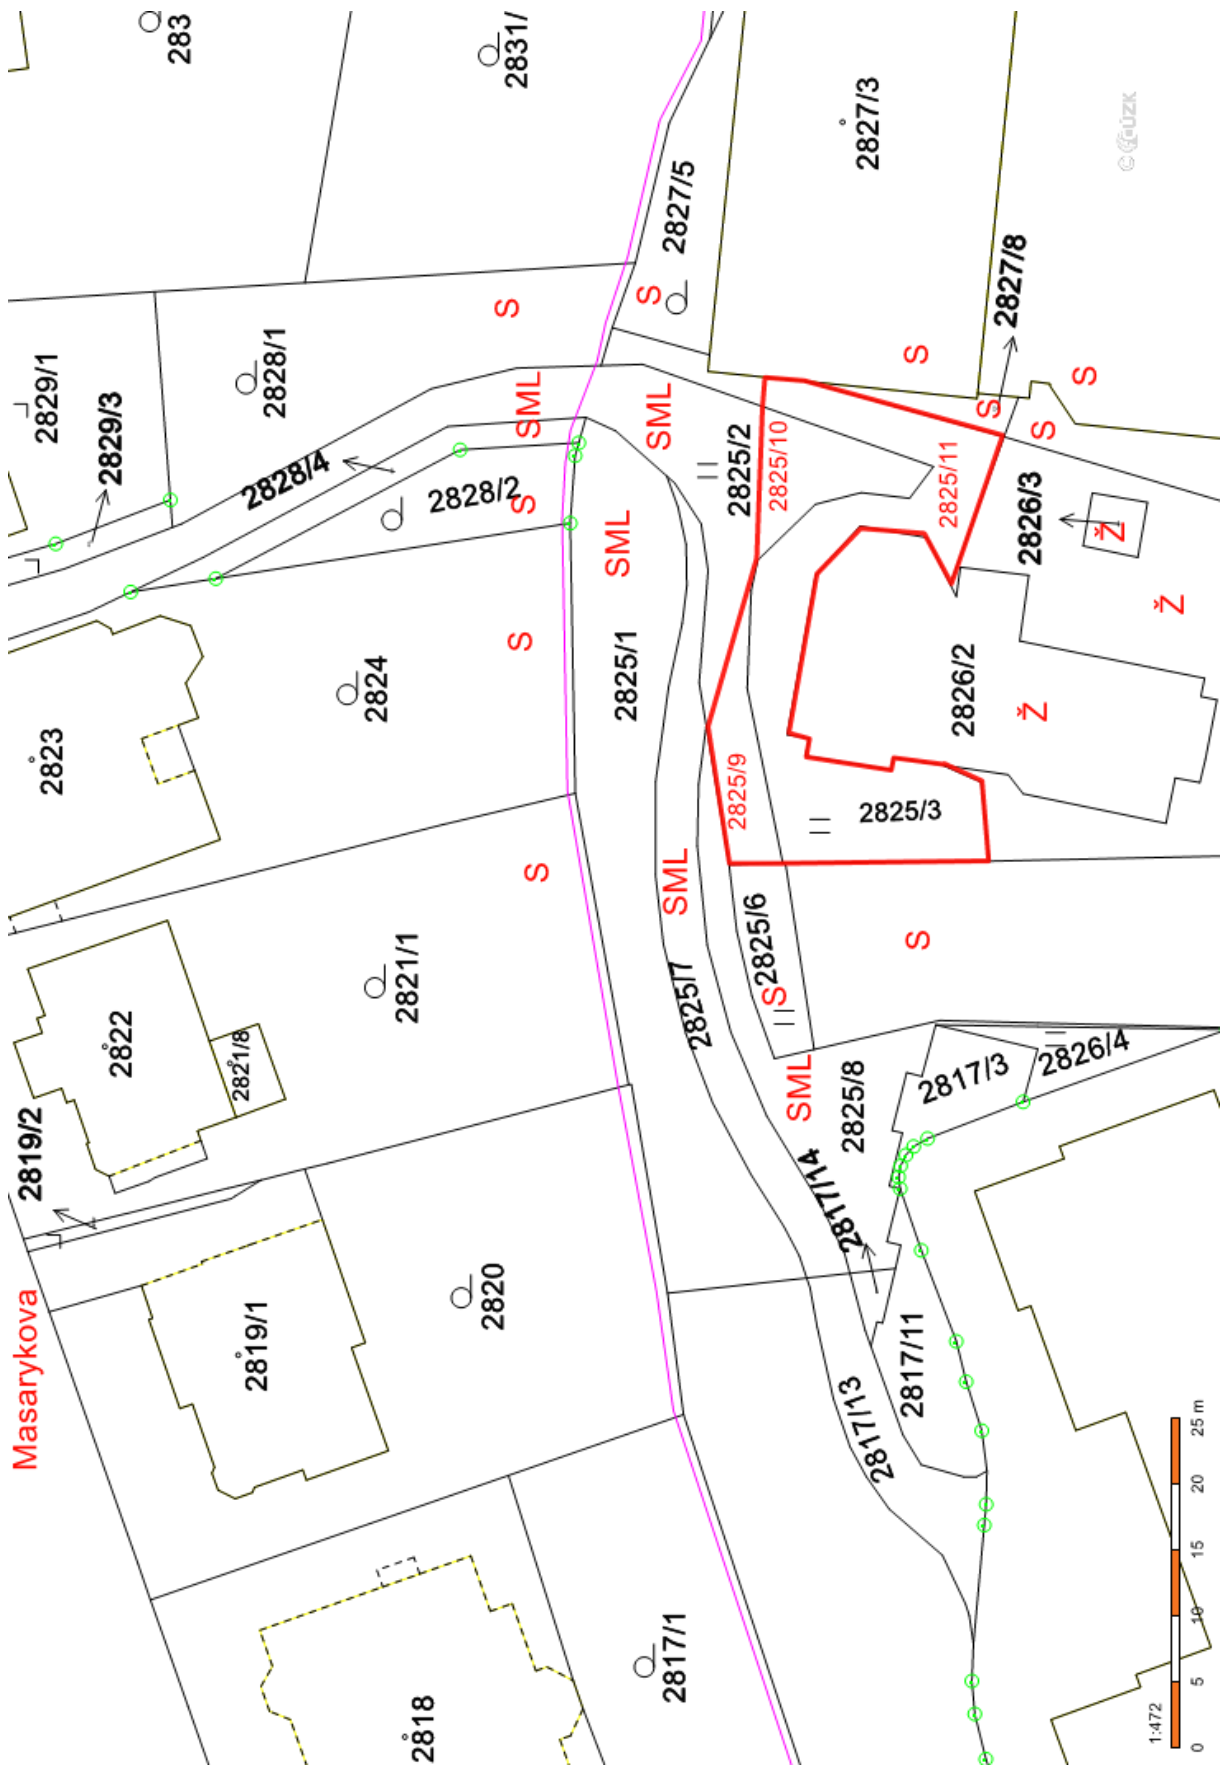 Masarykova
283
2831/
2829/1
2829/3
2828/1
2828/4
2828/2
S
S
SML
SML
SML
S
2827/5
S
2827/3
© ČÚZK
2827/8
S
S
S
S
2825/2
2825/10
2825/11
2826/3
Ž
Ž
2823
2824
S
2825/1
2825/9
2825/3
2826/2
Ž
2822
2821/8
2821/1
S
SML
2825/7
2825/6
S
S
2819/2
2819/1
2820
SML
2825/8
2817/3
2826/4
2817/14
2817/11
2817/13
2818
2817/1
1:472
0
5
10
15
20
25 m